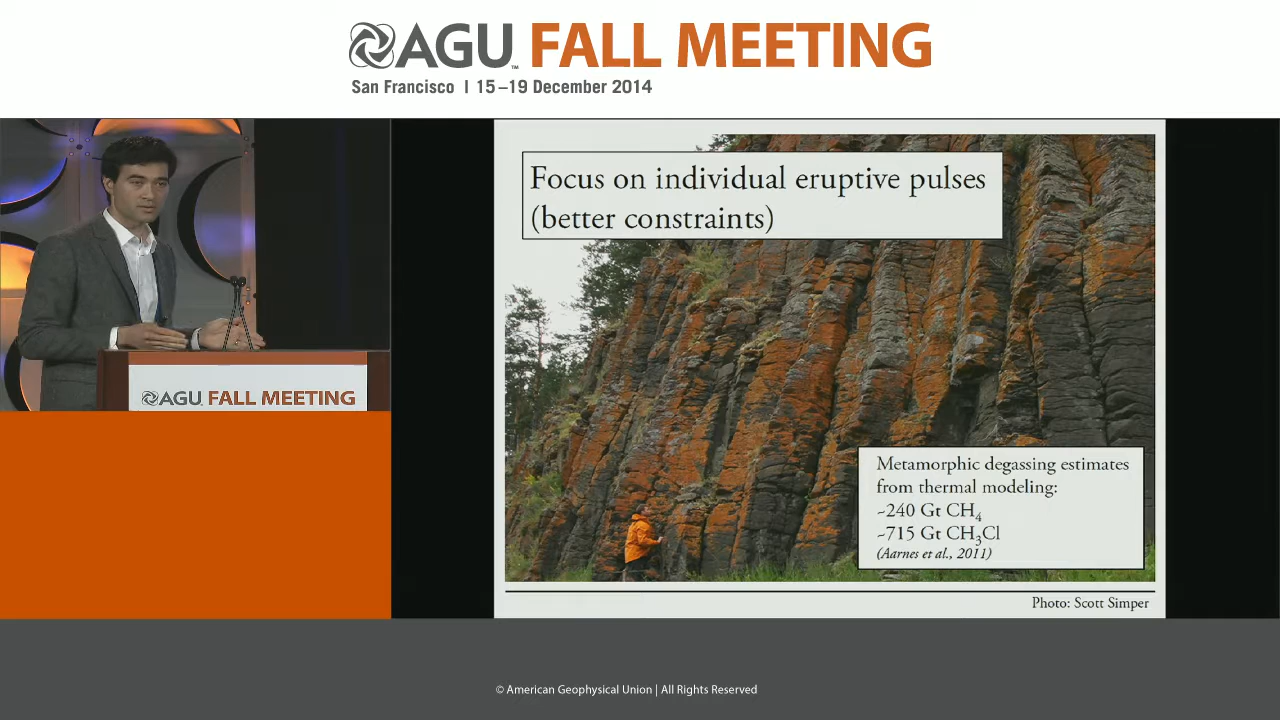 AGU™ FALL MEETING
San Francisco | 15–19 December 2014
Focus on individual eruptive pulses
(better constraints)
Metamorphic degassing estimates
from thermal modeling:
~240 Gt CH₄
~715 Gt CH₃Cl
(Aarnes et al., 2011)
Photo: Scott Simper
AGU FALL MEETING
© American Geophysical Union | All Rights Reserved